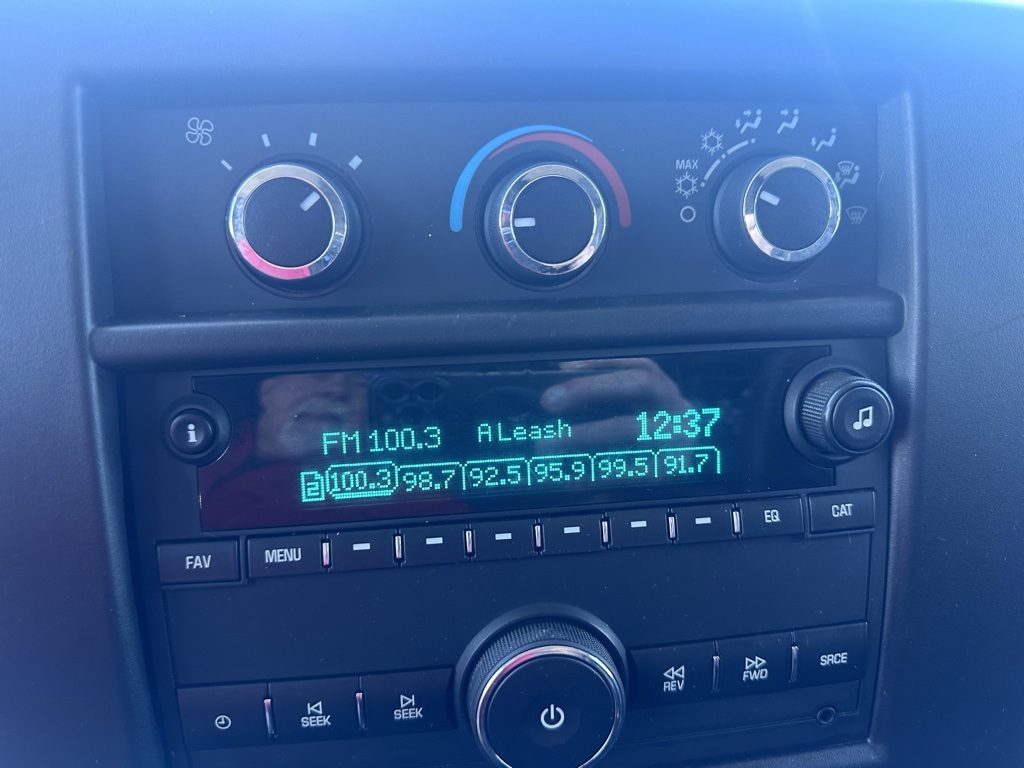 MAX
i
FM 100.3 A Leash 12:37
2 100.3 98.7 92.5 95.9 99.5 91.7
FAV MENU EQ CAT
SEEK SEEK REV FWD SRCE